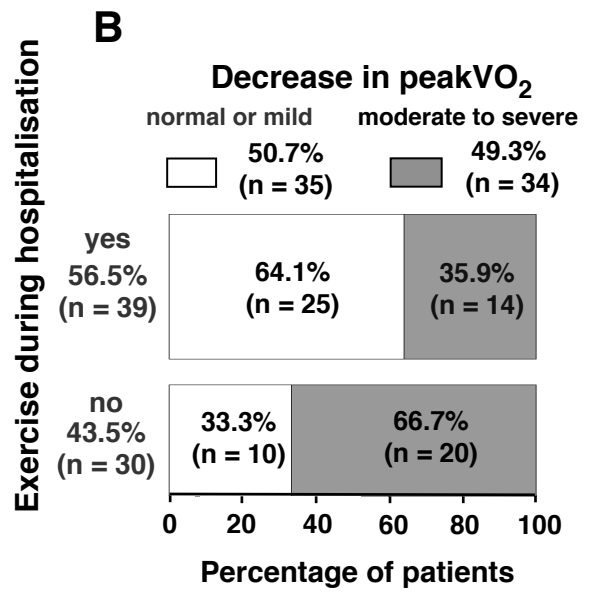 B
Decrease in peakVO₂
normal or mild
moderate to severe
50.7%
(n = 35)
49.3%
(n = 34)
Exercise during hospitalisation
yes
56.5%
(n = 39)
64.1%
(n = 25)
35.9%
(n = 14)
no
43.5%
(n = 30)
33.3%
(n = 10)
66.7%
(n = 20)
0 20 40 60 80 100
Percentage of patients